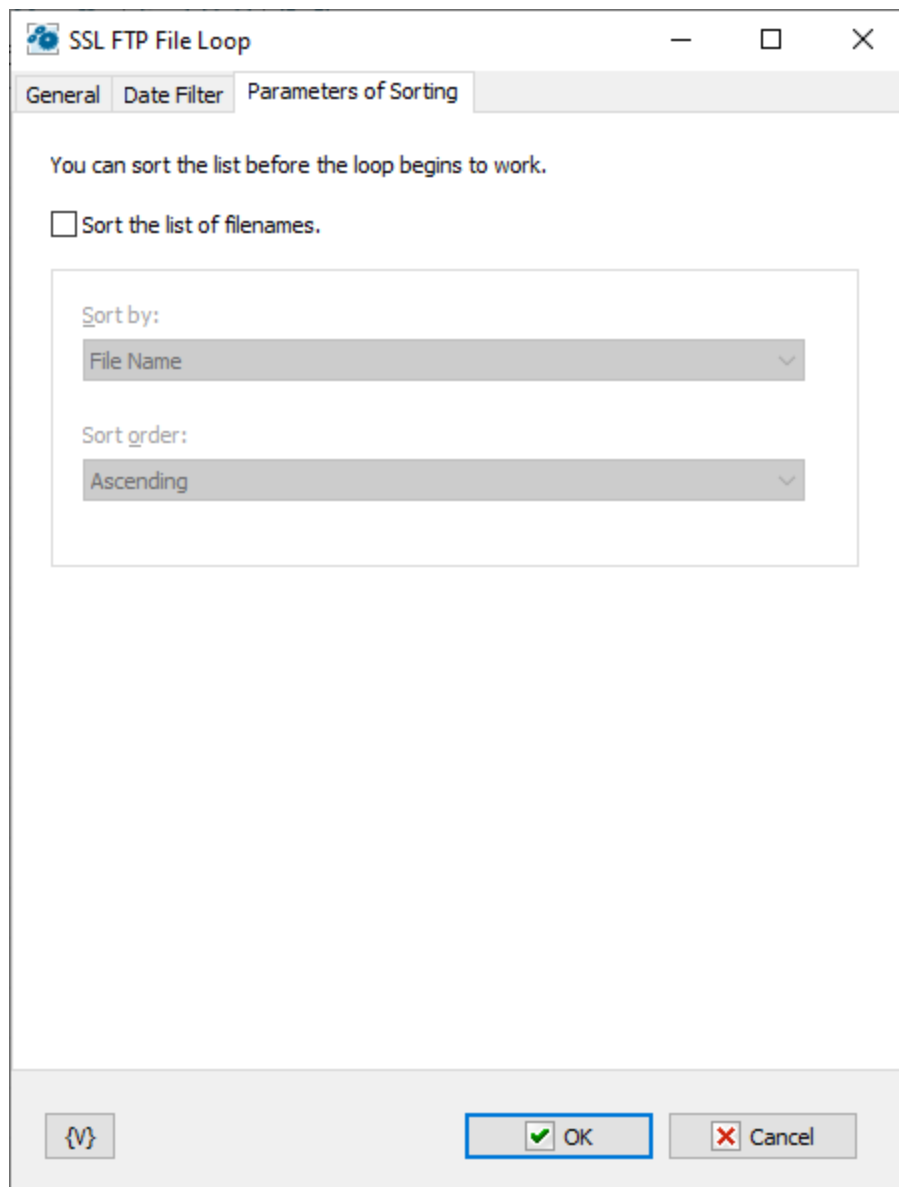 SSL FTP File Loop
General Date Filter Parameters of Sorting
You can sort the list before the loop begins to work.
Sort the list of filenames.
Sort by:
File Name
Sort order:
Ascending
{V} OK Cancel